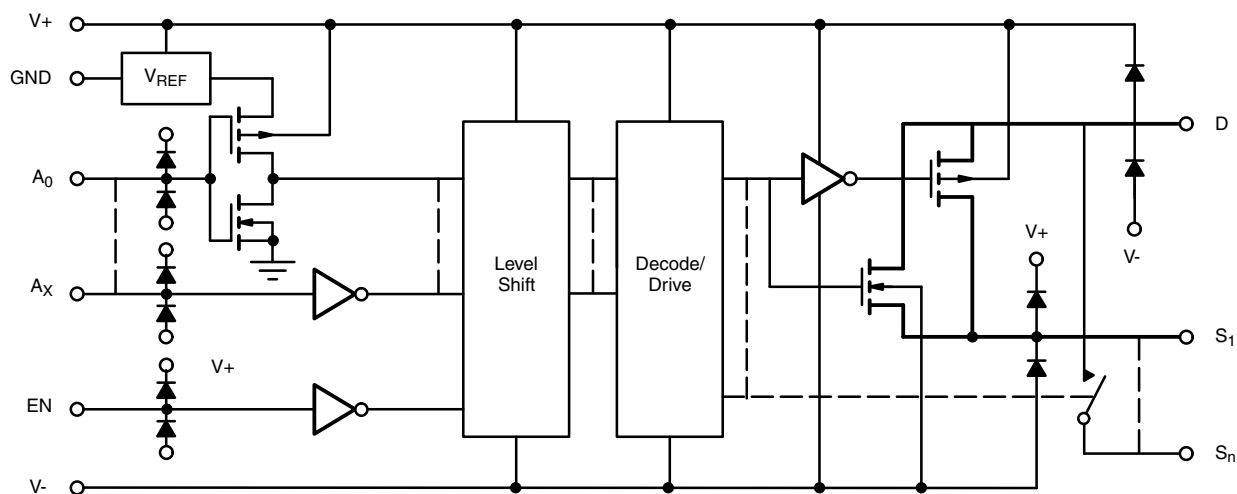 V+
GND
VREF
A0
AX
EN
V+
V-
Level
Shift
Decode/
Drive
D
V+
V-
S1
Sn